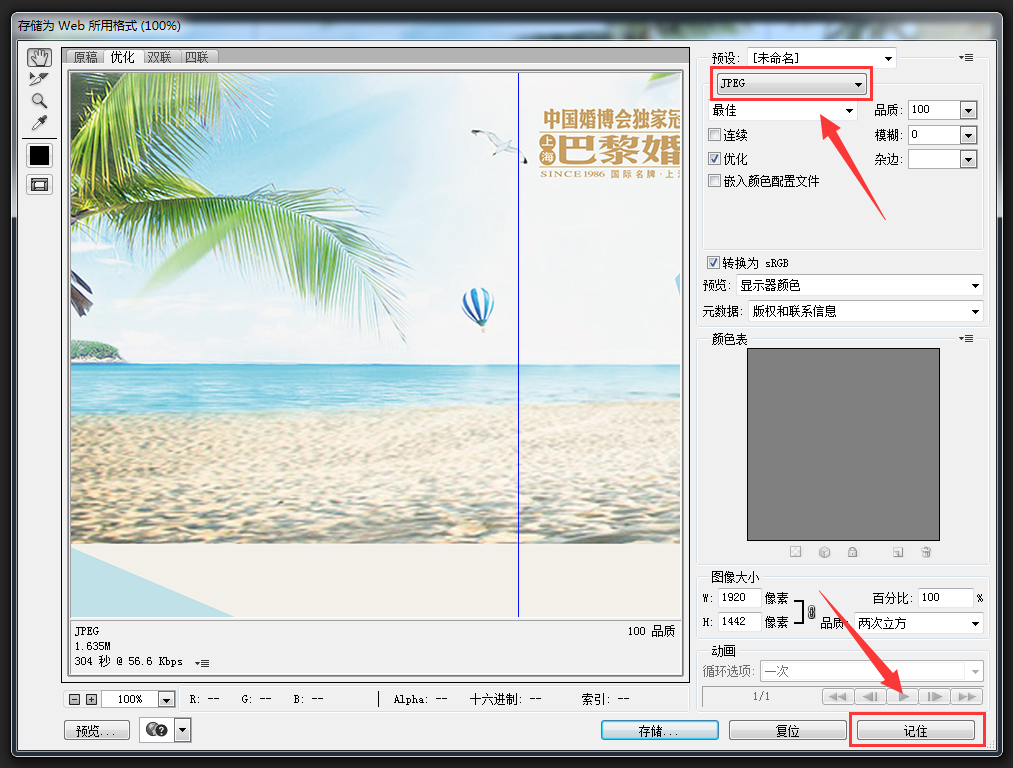 存储为 Web 所用格式 (100%)
原稿 优化 双联 四联
中国婚博会独家冠
上海 巴黎婚
SINCE1986 国际名牌·上
JPEG
1.635M
304 秒 @ 56.6 Kbps
100 品质
100% R: -- G: -- B: -- Alpha: -- 十六进制: -- 索引: --
预览...
存储... 复位 记住
预设: [未命名]
JPEG
最佳 品质: 100
连续 模糊: 0
优化 杂边:
嵌入颜色配置文件
转换为 sRGB
预览: 显示器颜色
元数据: 版权和联系信息
颜色表
图像大小
W: 1920 像素 百分比: 100 %
H: 1442 像素 品质: 两次立方
动画
循环选项: 一次
1/1